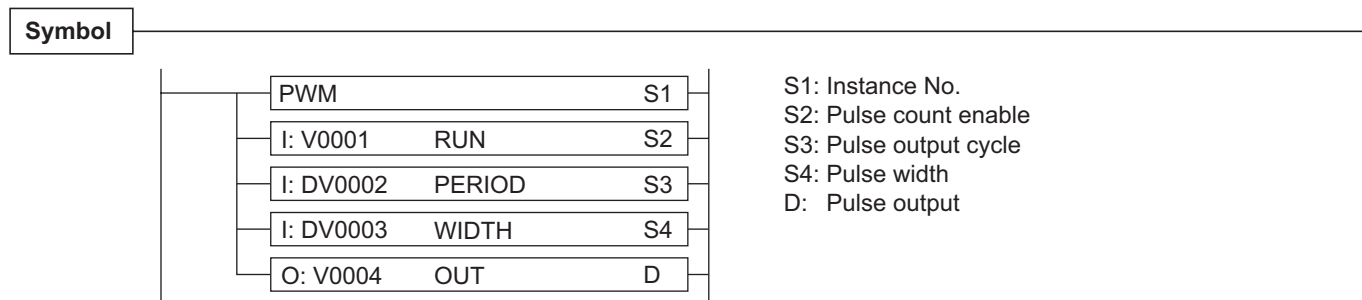 Symbol
PWM S1
I: V0001 RUN S2
I: DV0002 PERIOD S3
I: DV0003 WIDTH S4
O: V0004 OUT D
S1: Instance No.
S2: Pulse count enable
S3: Pulse output cycle
S4: Pulse width
D: Pulse output